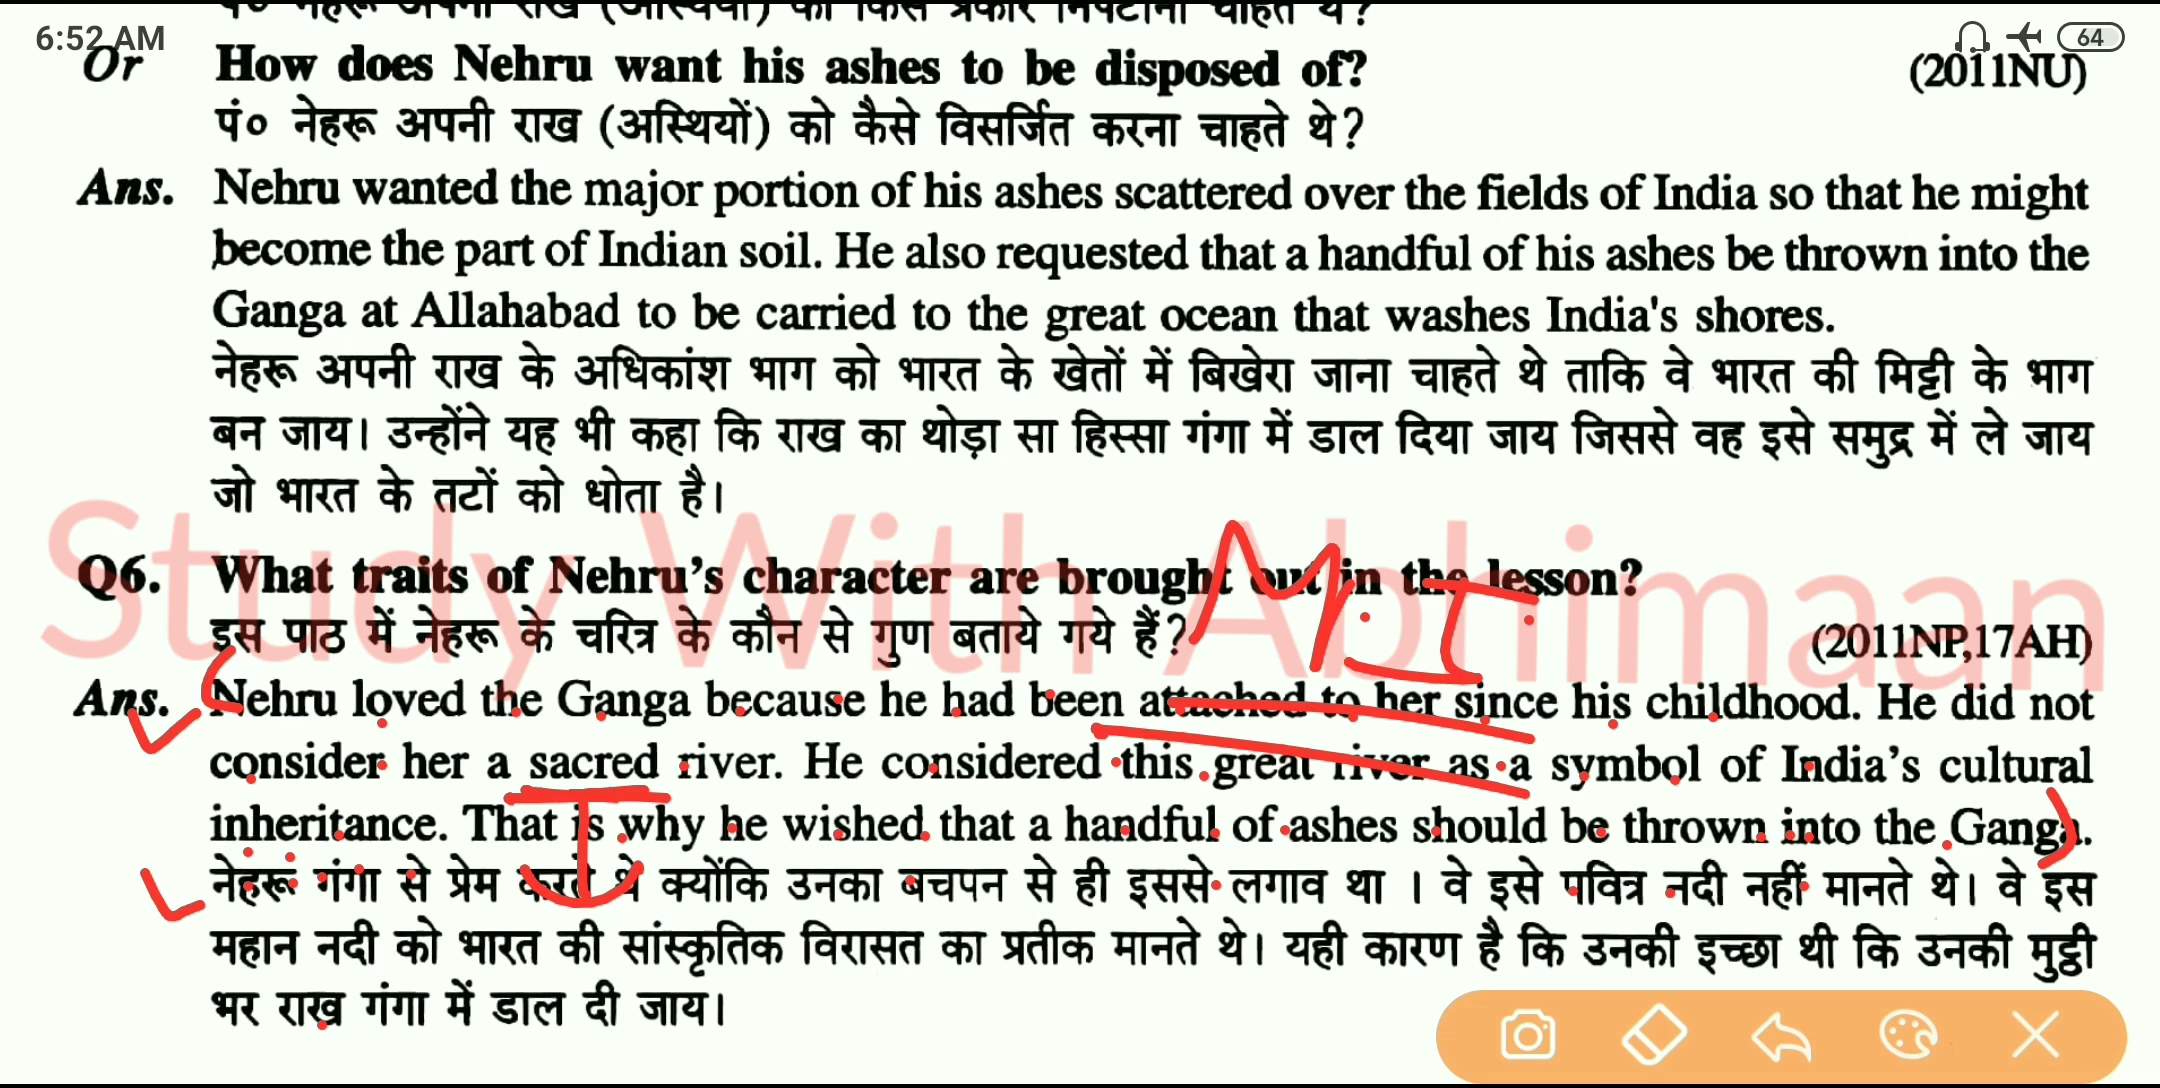 पं० नेहरू अपनी राख (अस्थियों) को किस प्रकार निपटाना चाहते थे?
6:52 AM
64
Or How does Nehru want his ashes to be disposed of? (2011NU)
पं० नेहरू अपनी राख (अस्थियों) को कैसे विसर्जित करना चाहते थे?
Ans. Nehru wanted the major portion of his ashes scattered over the fields of India so that he might
become the part of Indian soil. He also requested that a handful of his ashes be thrown into the
Ganga at Allahabad to be carried to the great ocean that washes India's shores.
नेहरू अपनी राख के अधिकांश भाग को भारत के खेतों में बिखेरा जाना चाहते थे ताकि वे भारत की मिट्टी के भाग
बन जाय। उन्होंने यह भी कहा कि राख का थोड़ा सा हिस्सा गंगा में डाल दिया जाय जिससे वह इसे समुद्र में ले जाय
जो भारत के तटों को धोता है।
Study With Abhimaan
Q6. What traits of Nehru's character are brought out in the lesson?
M.I
इस पाठ में नेहरू के चरित्र के कौन से गुण बताये गये हैं? (2011NP,17AH)
Ans. Nehru loved the Ganga because he had been attached to her since his childhood. He did not
consider her a sacred river. He considered this great river as a symbol of India's cultural
inheritance. That is why he wished that a handful of ashes should be thrown into the Ganga.
नेहरू गंगा से प्रेम करते थे क्योंकि उनका बचपन से ही इससे लगाव था । वे इसे पवित्र नदी नहीं मानते थे। वे इस
महान नदी को भारत की सांस्कृतिक विरासत का प्रतीक मानते थे। यही कारण है कि उनकी इच्छा थी कि उनकी मुट्ठी
भर राख गंगा में डाल दी जाय।